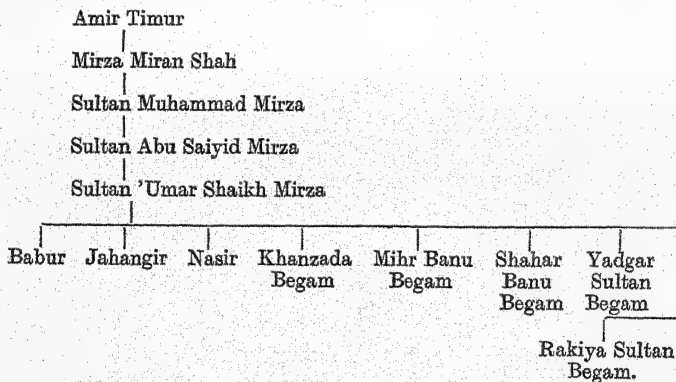 Amir Timur
Mirza Miran Shah
Sultan Muhammad Mirza
Sultan Abu Saiyid Mirza
Sultan 'Umar Shaikh Mirza
Babur Jahangir Nasir Khanzada Mihr Banu Shahar Yadgar
Begam Begam Banu Sultan
Begam Begam
Rakiya Sultan
Begam.